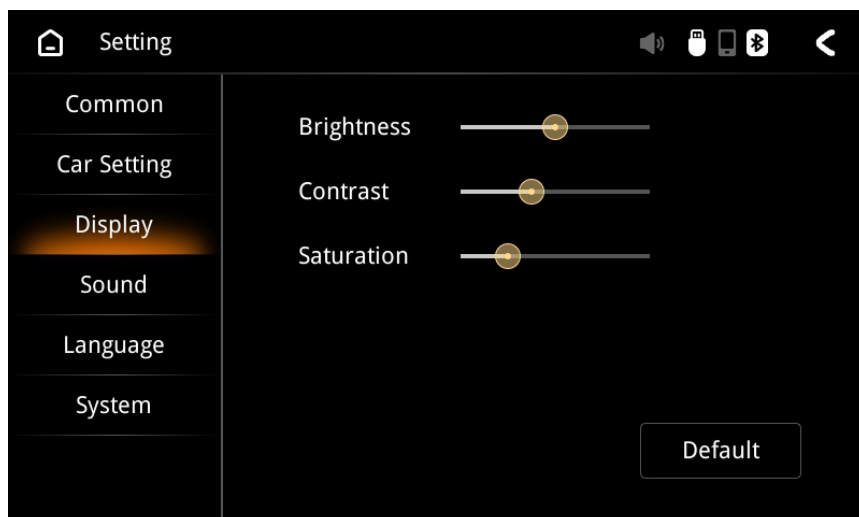 Setting
Common
Car Setting
Display
Sound
Language
System
Brightness
Contrast
Saturation
Default